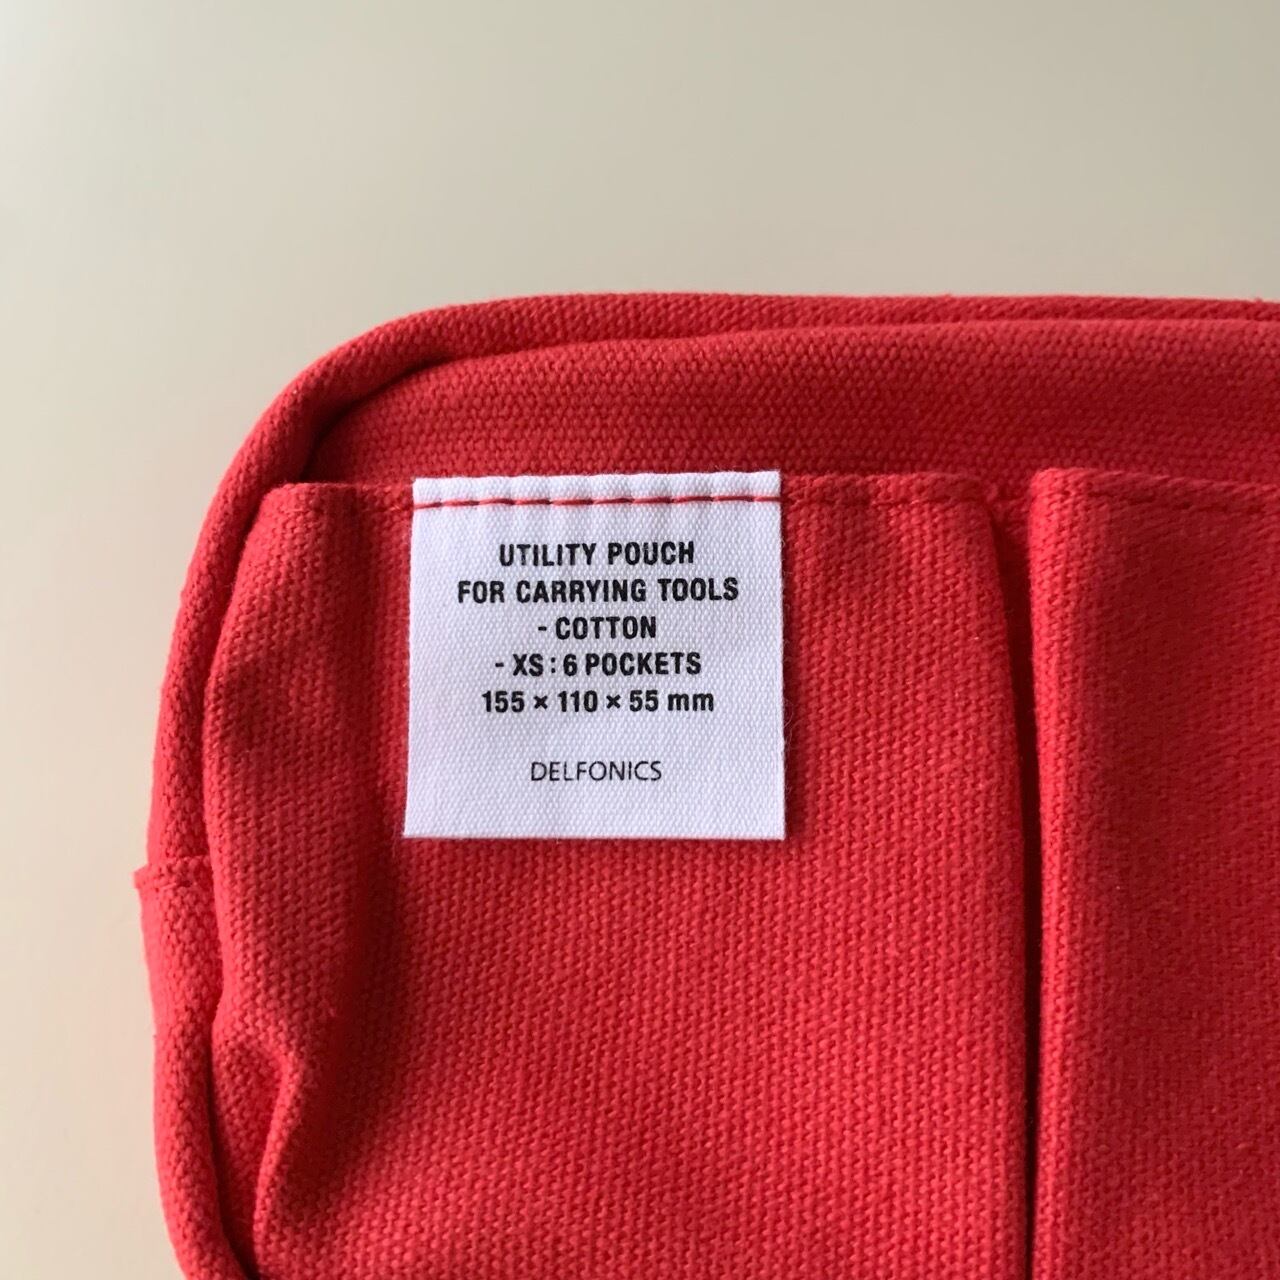 UTILITY POUCH
FOR CARRYING TOOLS
- COTTON
- XS : 6 POCKETS
155 × 110 × 55 mm
DELFONICS